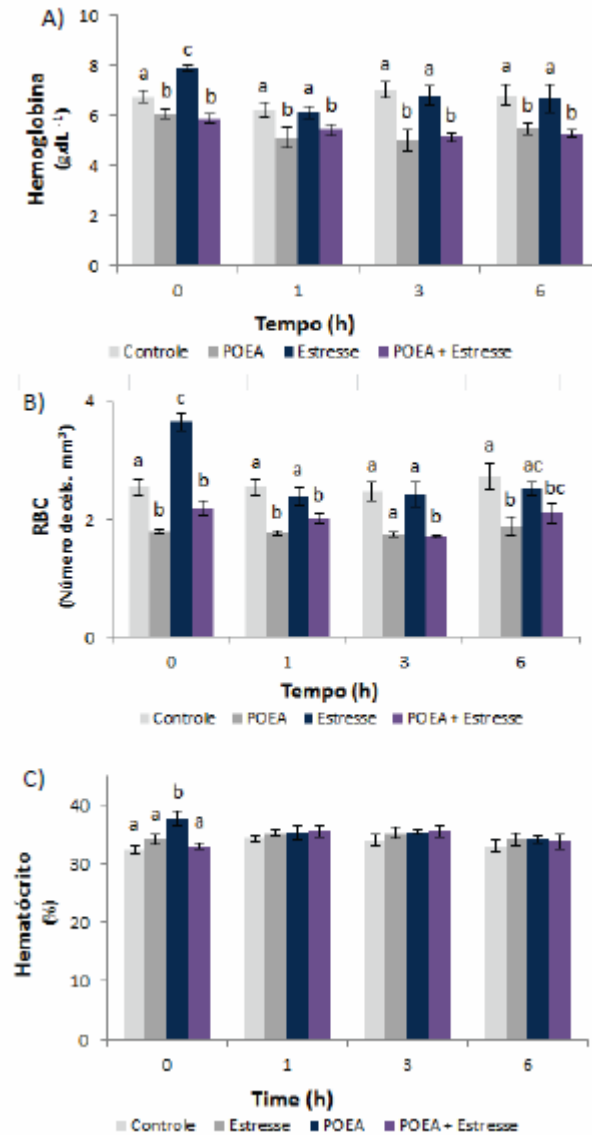 A)
Hemoglobina
(g.dL⁻¹)
10
8
6
4
2
0
a b c b
a b a b
a b a b
a b a b
0 1 3 6
Tempo (h)
Controle POEA Estresse POEA + Estresse
B)
RBC
(Número de céls. mm³)
4
2
0
a b c b
a b a b
a a a b
a b ac bc
0 1 3 6
Tempo (h)
Controle POEA Estresse POEA + Estresse
C)
Hematócrito
(%)
40
30
20
10
0
a a b a
0 1 3 6
Time (h)
Controle Estresse POEA POEA + Estresse